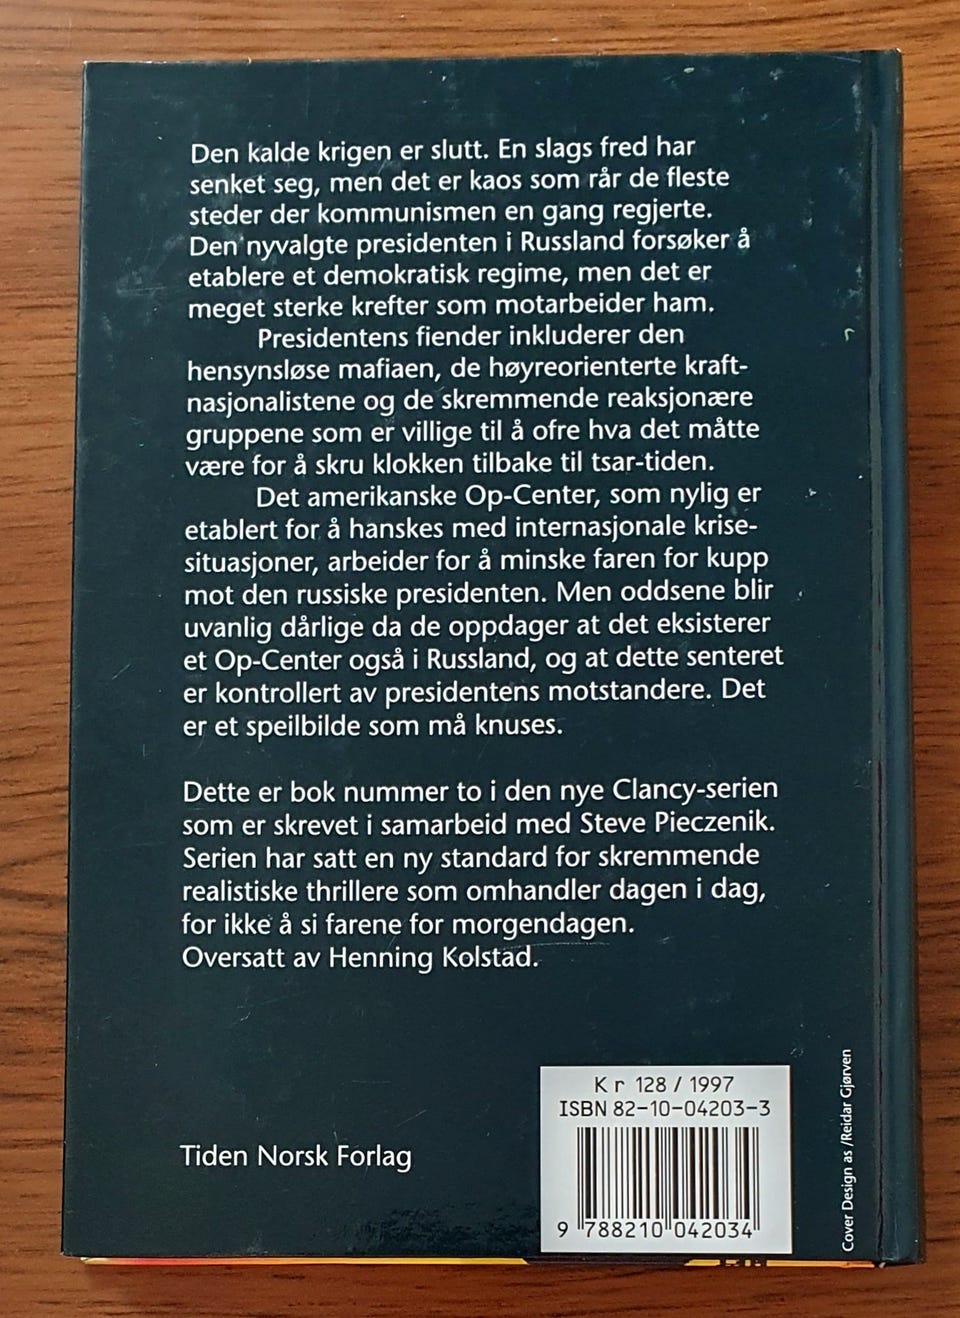 Den kalde krigen er slutt. En slags fred har
senket seg, men det er kaos som rår de fleste
steder der kommunismen en gang regjerte.
Den nyvalgte presidenten i Russland forsøker å
etablere et demokratisk regime, men det er
meget sterke krefter som motarbeider ham.
Presidentens fiender inkluderer den
hensynsløse mafiaen, de høyreorienterte kraft-
nasjonalistene og de skremmende reaksjonære
gruppene som er villige til å ofre hva det måtte
være for å skru klokken tilbake til tsar-tiden.
Det amerikanske Op-Center, som nylig er
etablert for å hanskes med internasjonale krise-
situasjoner, arbeider for å minske faren for kupp
mot den russiske presidenten. Men oddsene blir
uvanlig dårlige da de oppdager at det eksisterer
et Op-Center også i Russland, og at dette senteret
er kontrollert av presidentens motstandere. Det
er et speilbilde som må knuses.
Dette er bok nummer to i den nye Clancy-serien
som er skrevet i samarbeid med Steve Pieczenik.
Serien har satt en ny standard for skremmende
realistiske thrillere som omhandler dagen i dag,
for ikke å si farene for morgendagen.
Oversatt av Henning Kolstad.
Tiden Norsk Forlag
Kr 128 / 1997
ISBN 82-10-04203-3
9 788210 042034
Cover Design as /Reidar Gjørven